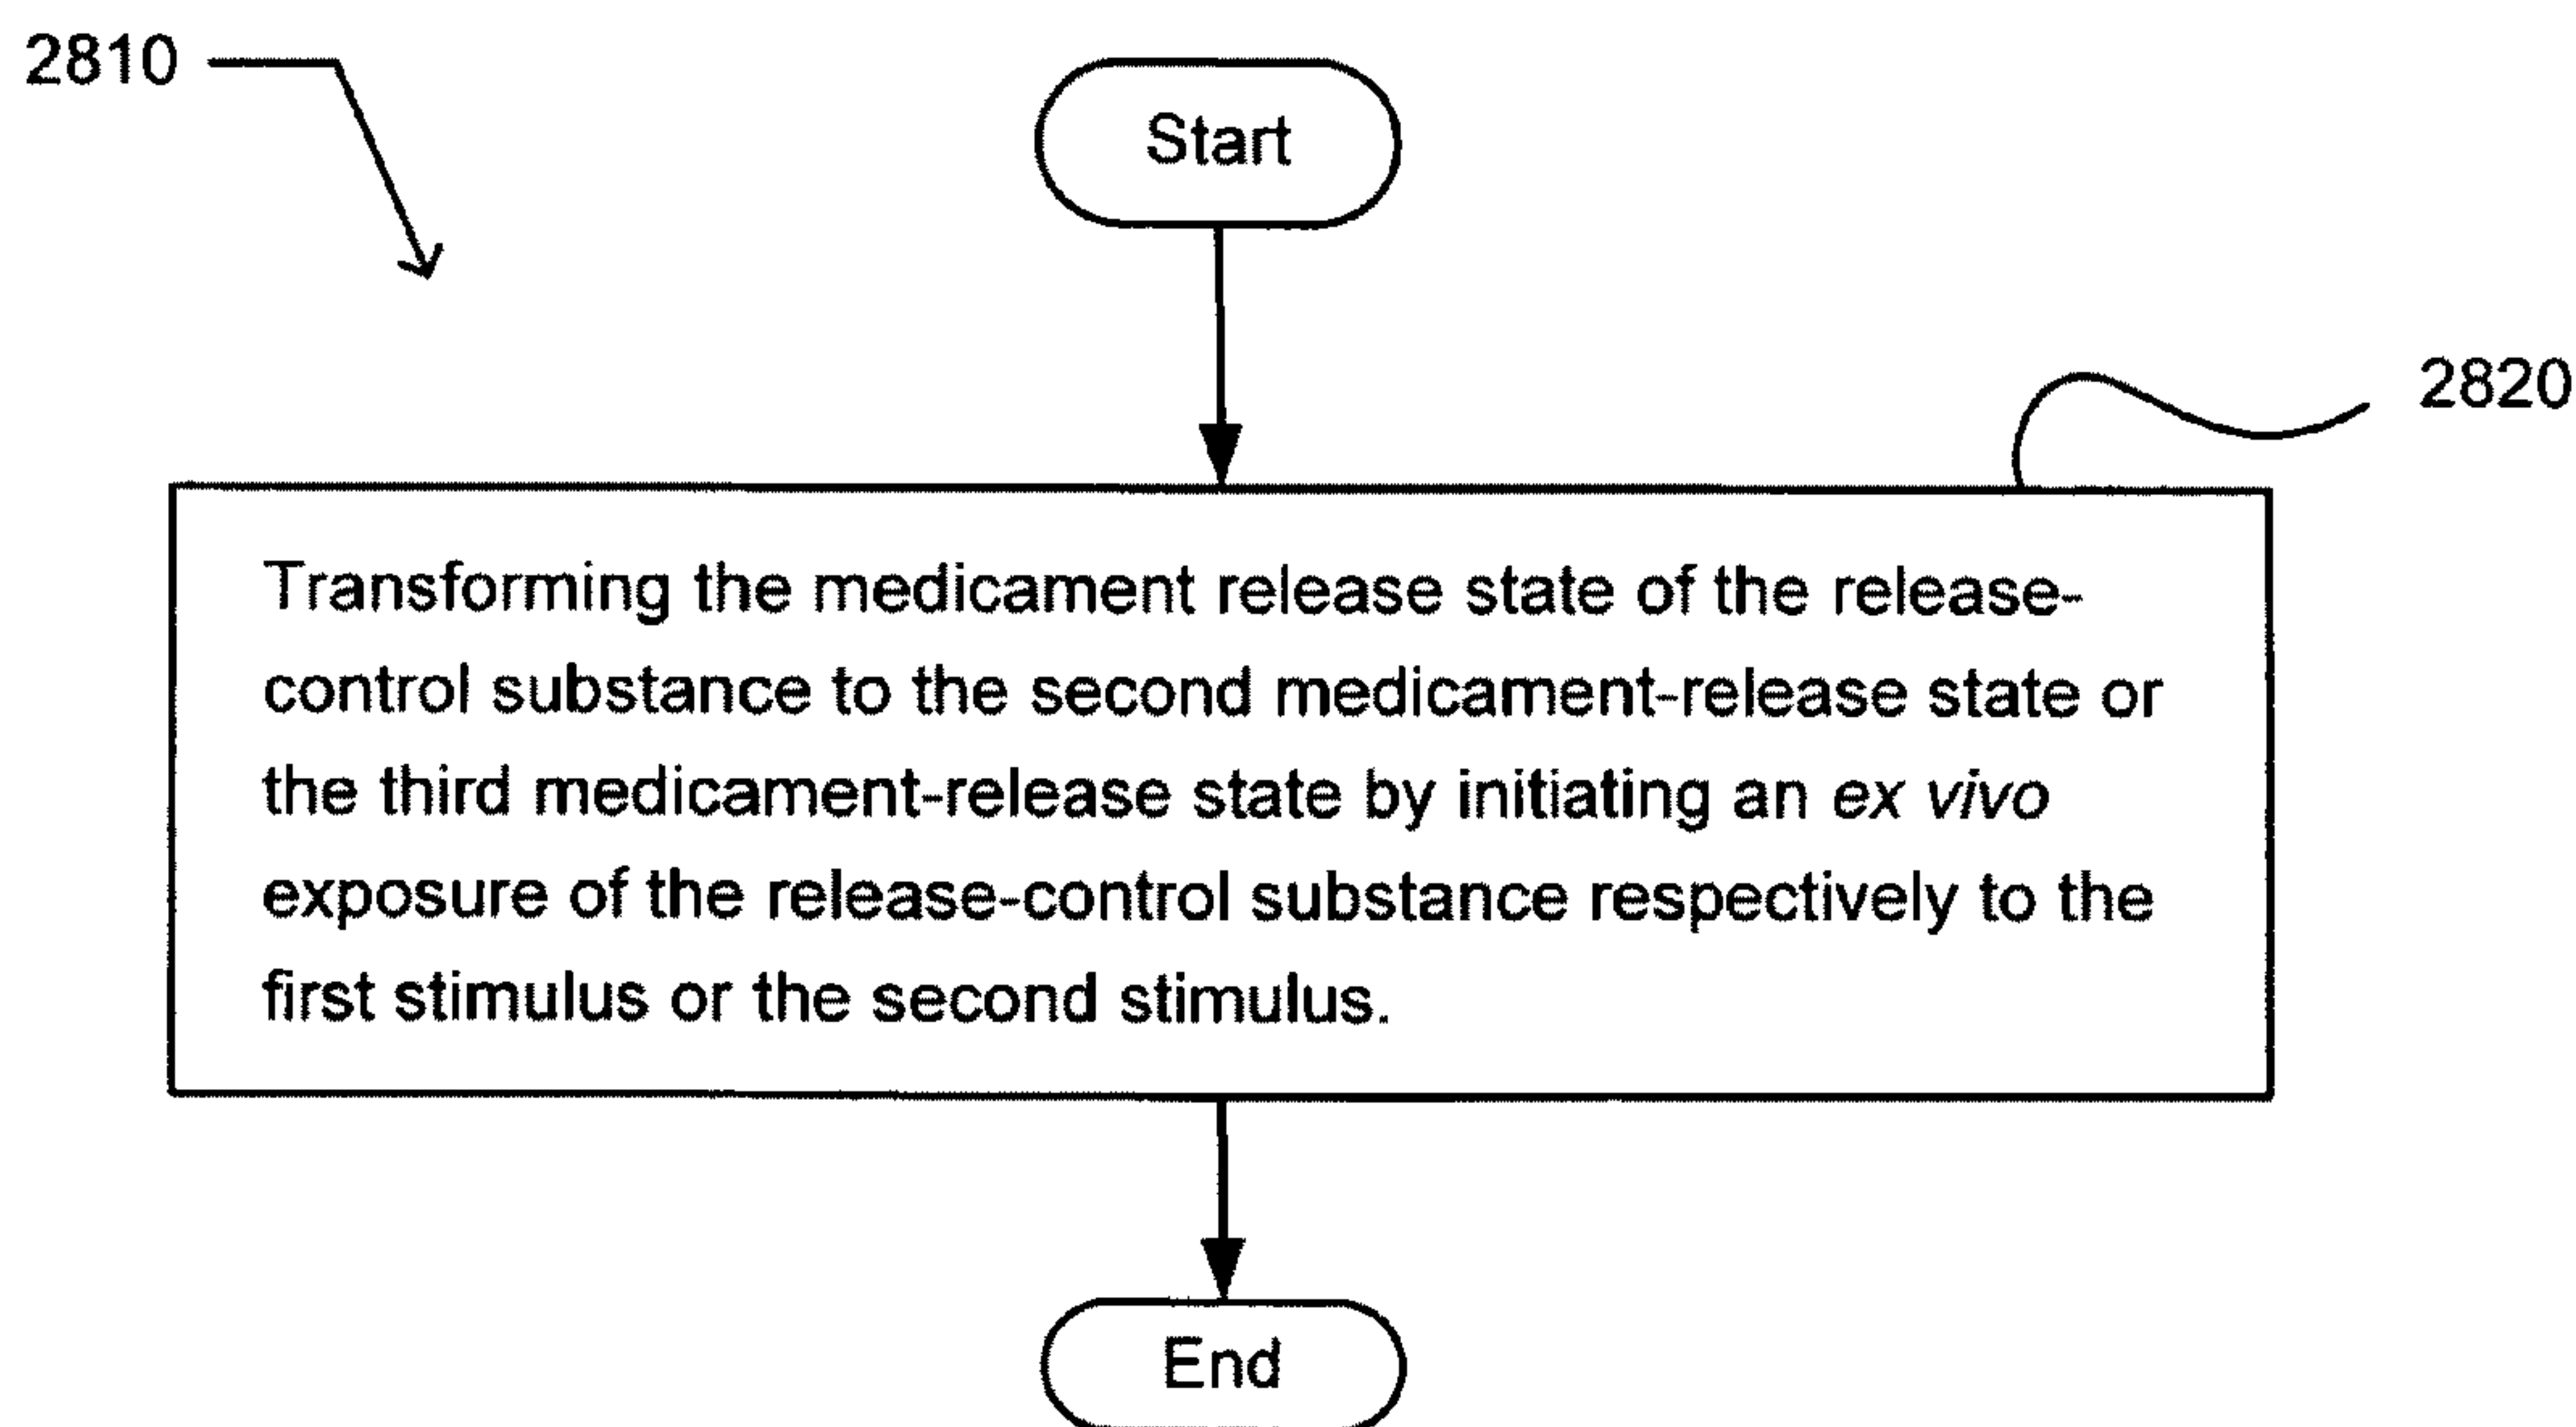 2810
Start
2820
Transforming the medicament release state of the release-
control substance to the second medicament-release state or
the third medicament-release state by initiating an ex vivo
exposure of the release-control substance respectively to the
first stimulus or the second stimulus.
End